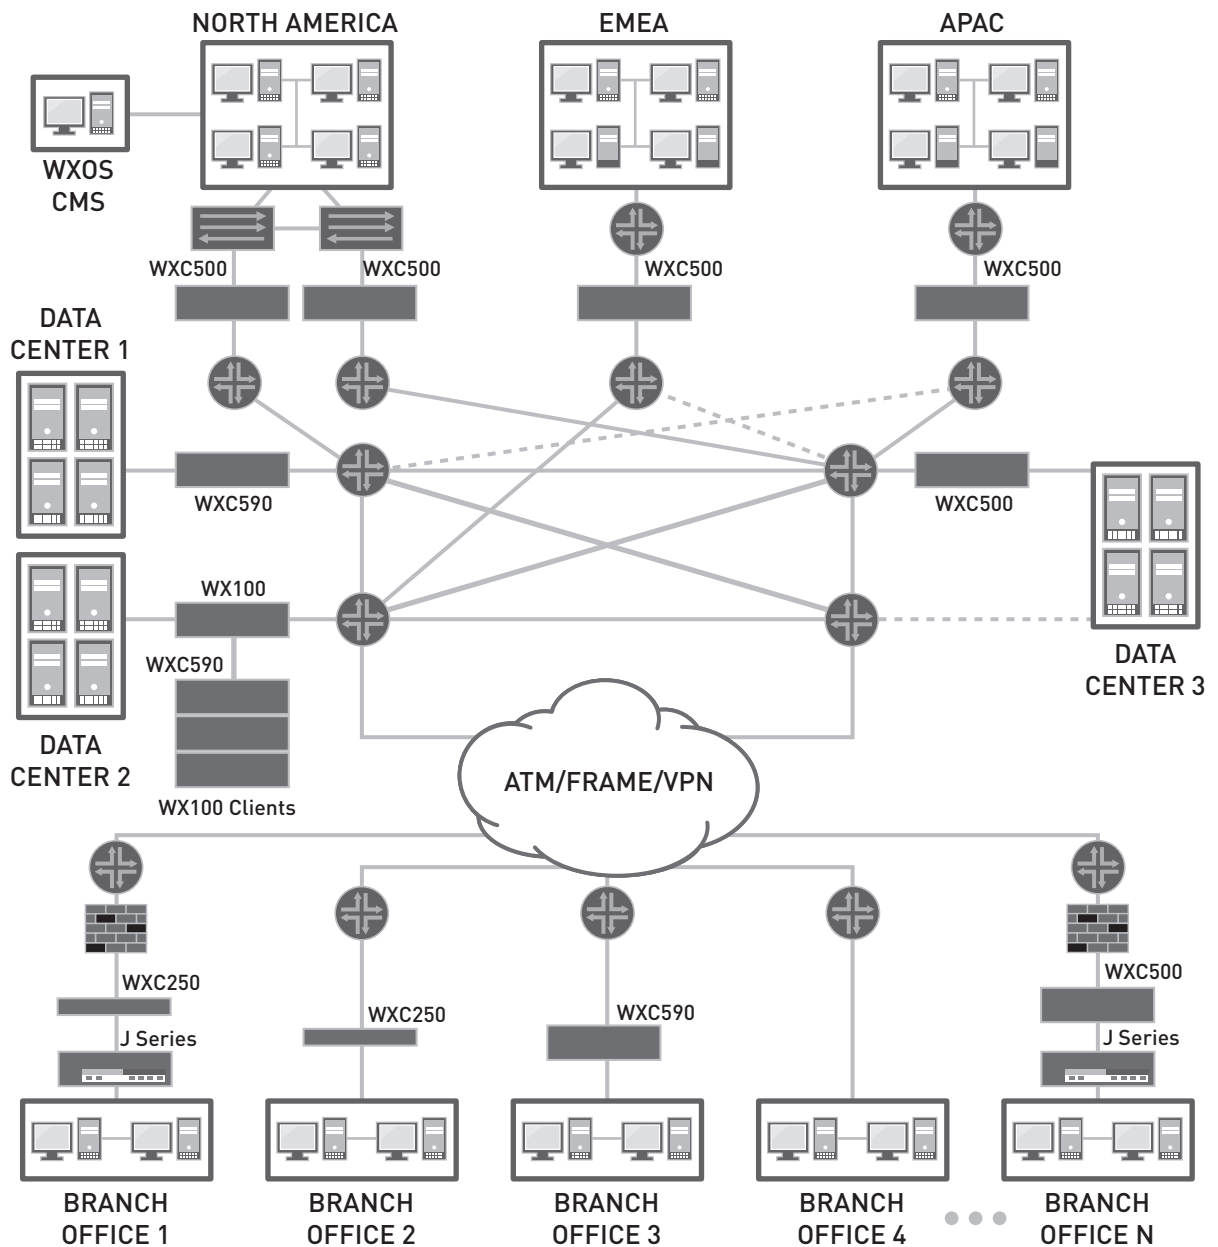 NORTH AMERICA
EMEA
APAC
WXOS
CMS
WXC500
WXC500
WXC500
WXC500
DATA
CENTER 1
WXC590
WXC500
WX100
WXC590
DATA
CENTER 2
WX100 Clients
DATA
CENTER 3
ATM/FRAME/VPN
WXC250
J Series
WXC250
WXC590
WXC500
J Series
BRANCH
OFFICE 1
BRANCH
OFFICE 2
BRANCH
OFFICE 3
BRANCH
OFFICE 4
BRANCH
OFFICE N